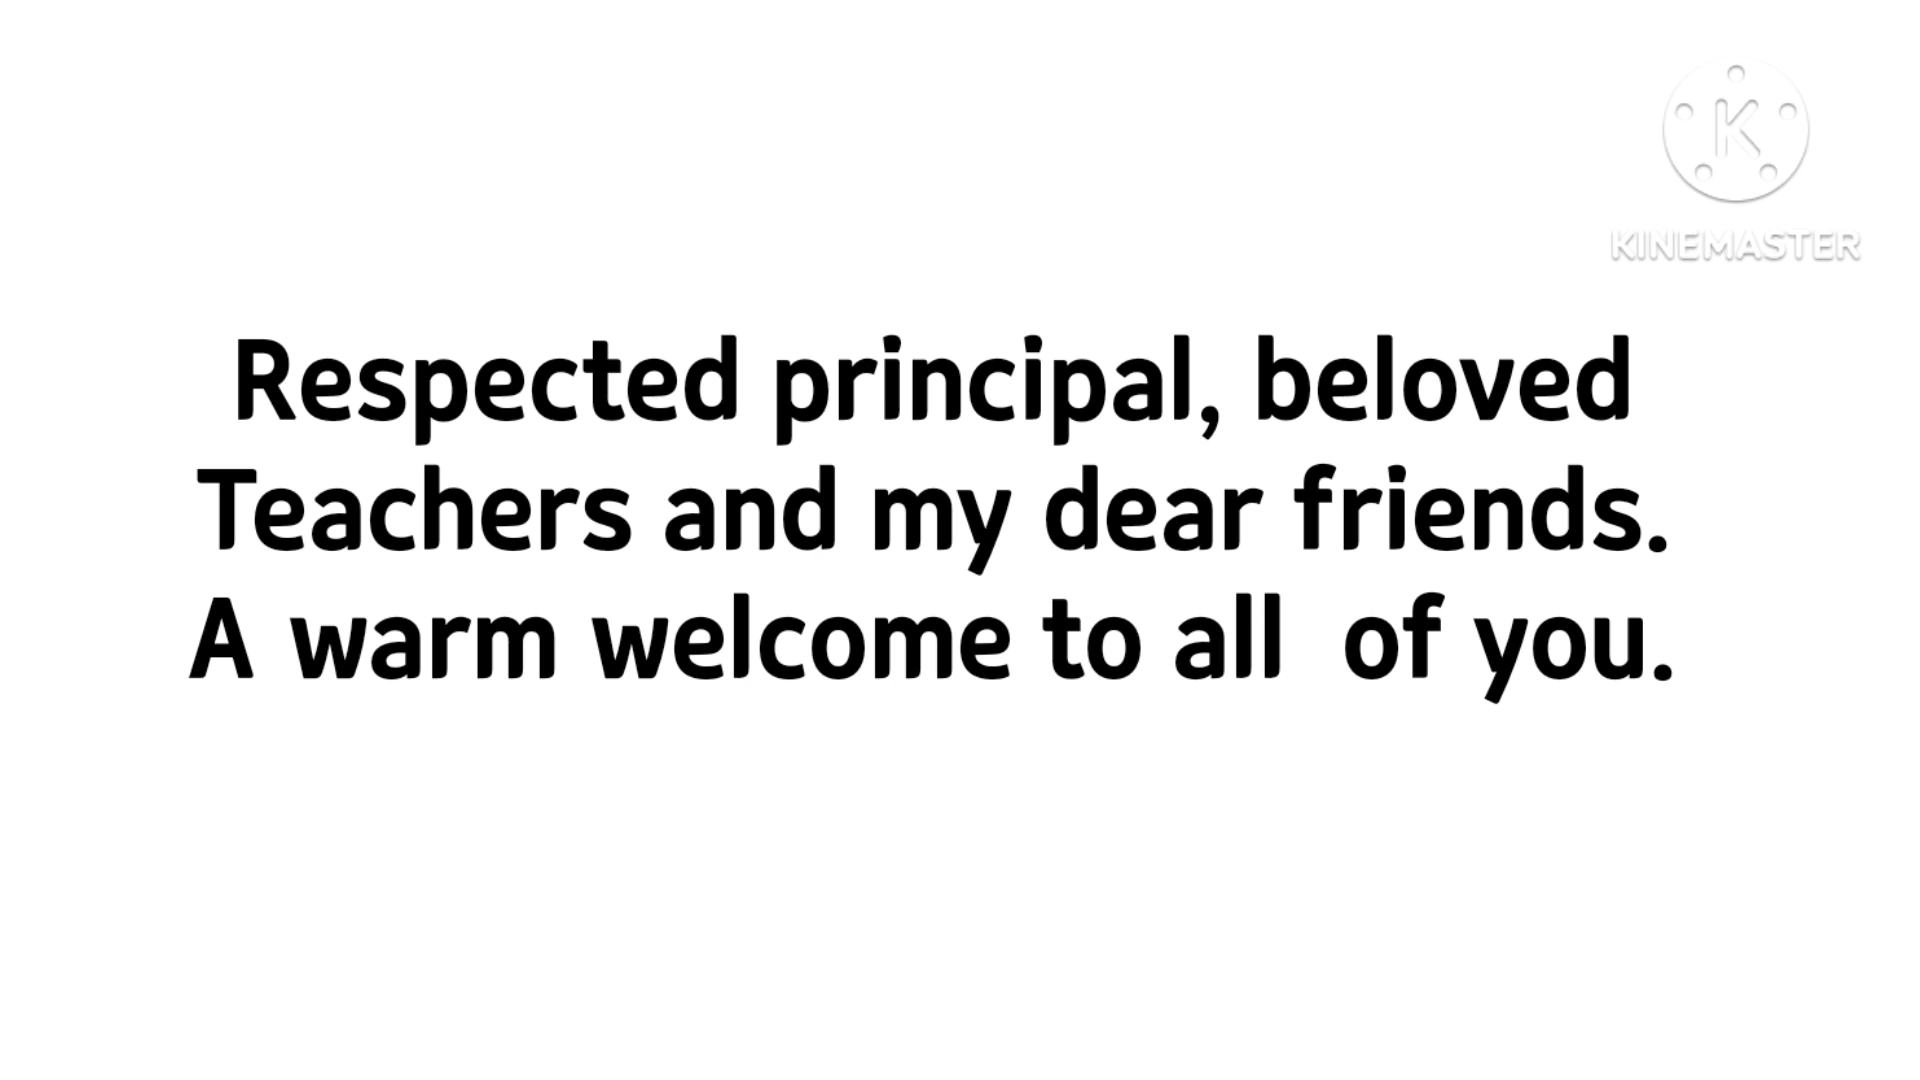 K
KINEMASTER
Respected principal, beloved
Teachers and my dear friends.
A warm welcome to all  of you.